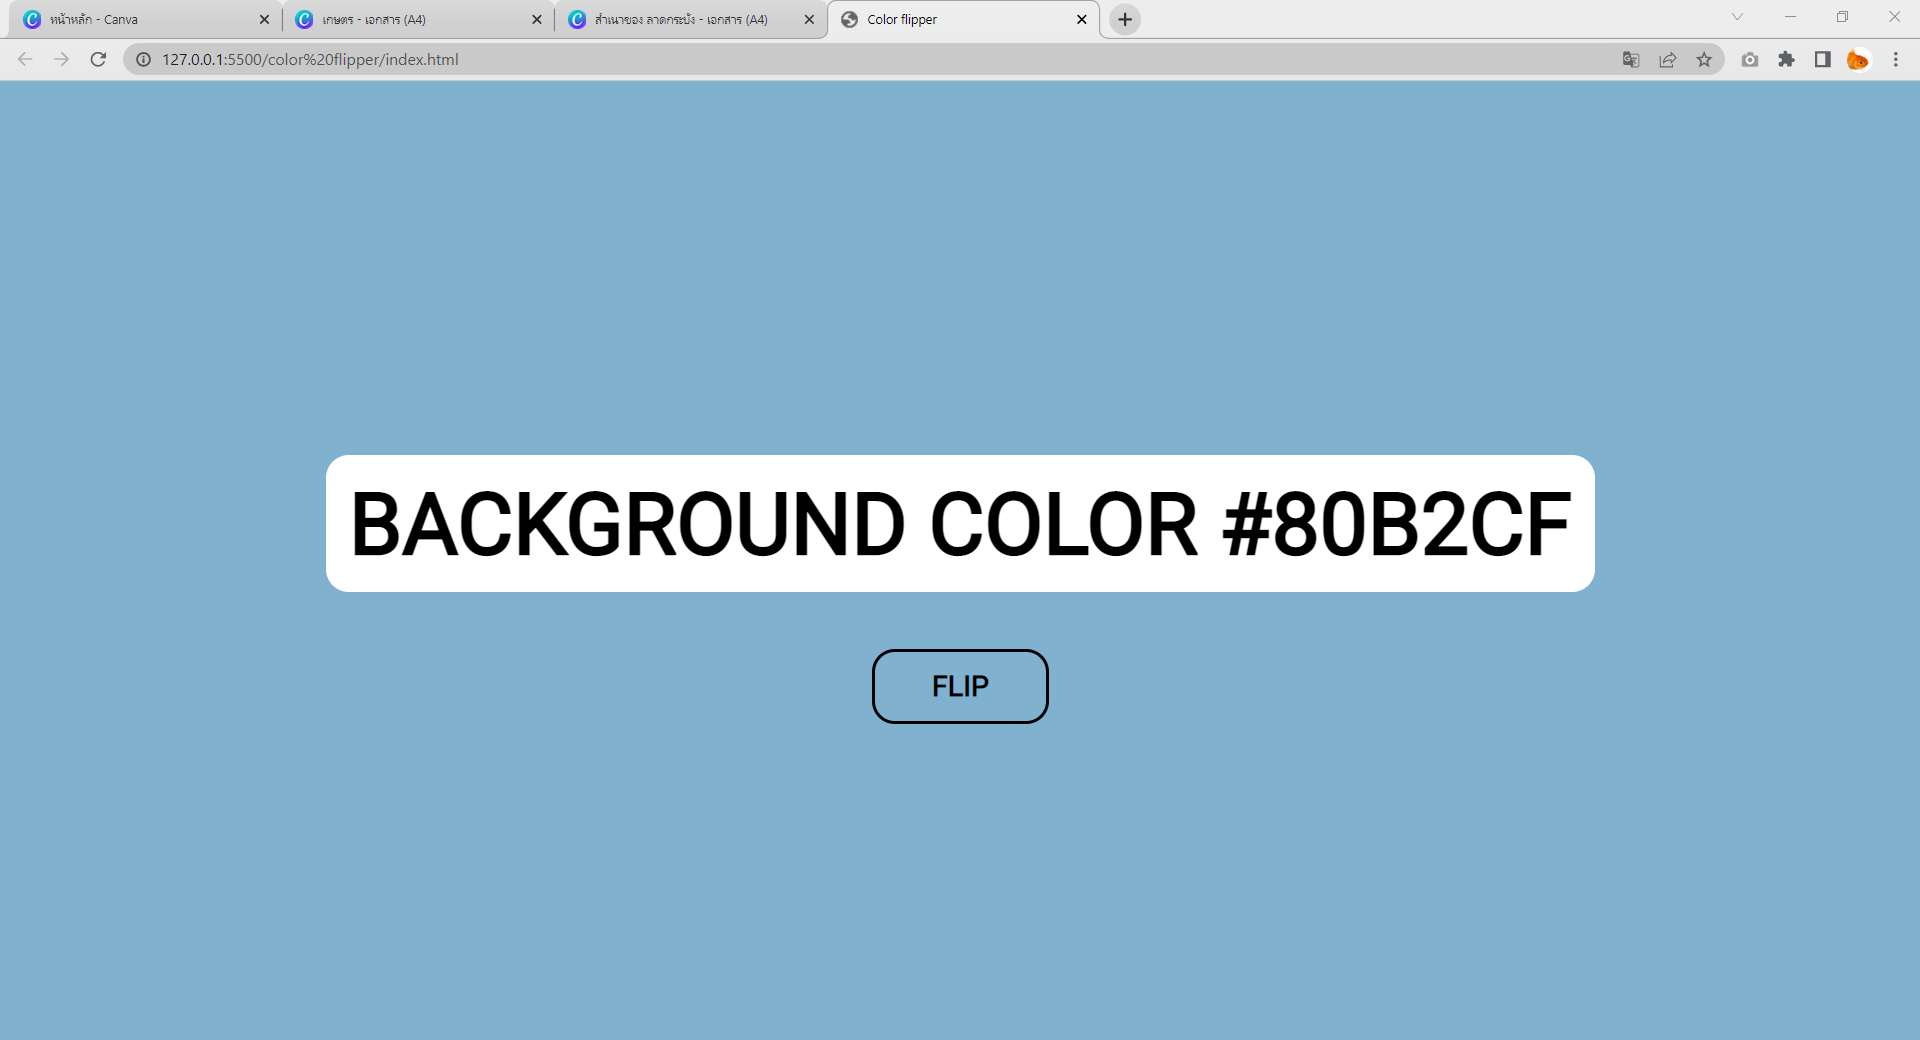 หน้าหลัก - Canva
เกษตร - เอกสาร (A4)
สำเนาของ ลาดกระบัง - เอกสาร (A4)
Color flipper
127.0.0.1:5500/color%20flipper/index.html
BACKGROUND COLOR #80B2CF
FLIP